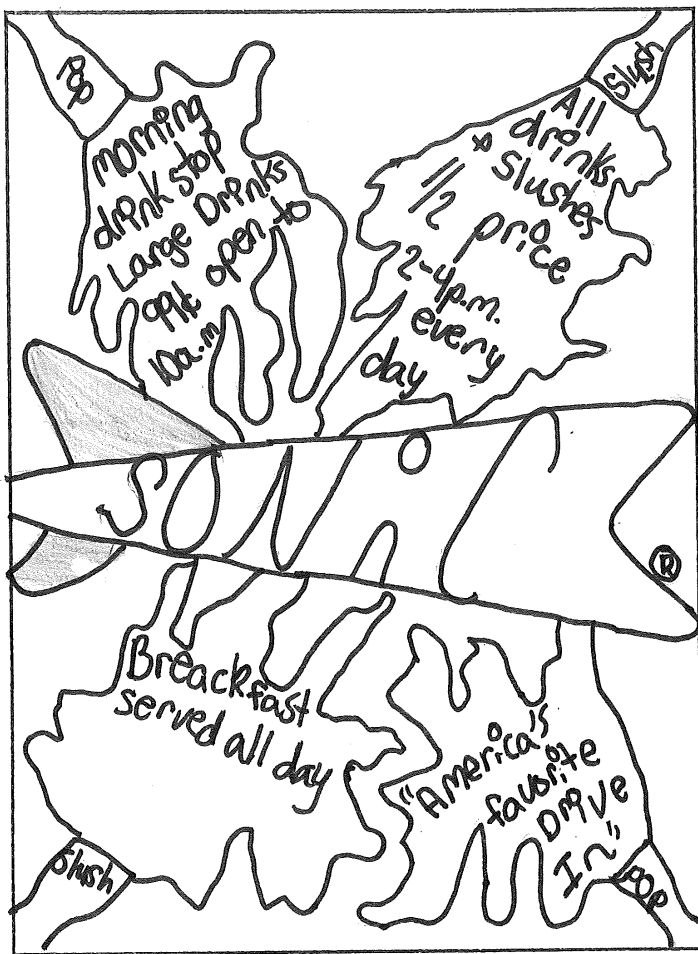 Pop
morning
drink stop
Large Drinks
99¢ open to
10a.m
Slush
All
drinks
+ Slushes
1/2 price
2-4p.m.
every
day
SONIC
®
Breackfast
served all day
Slush
"America's
favorite
Drive
In"
POP